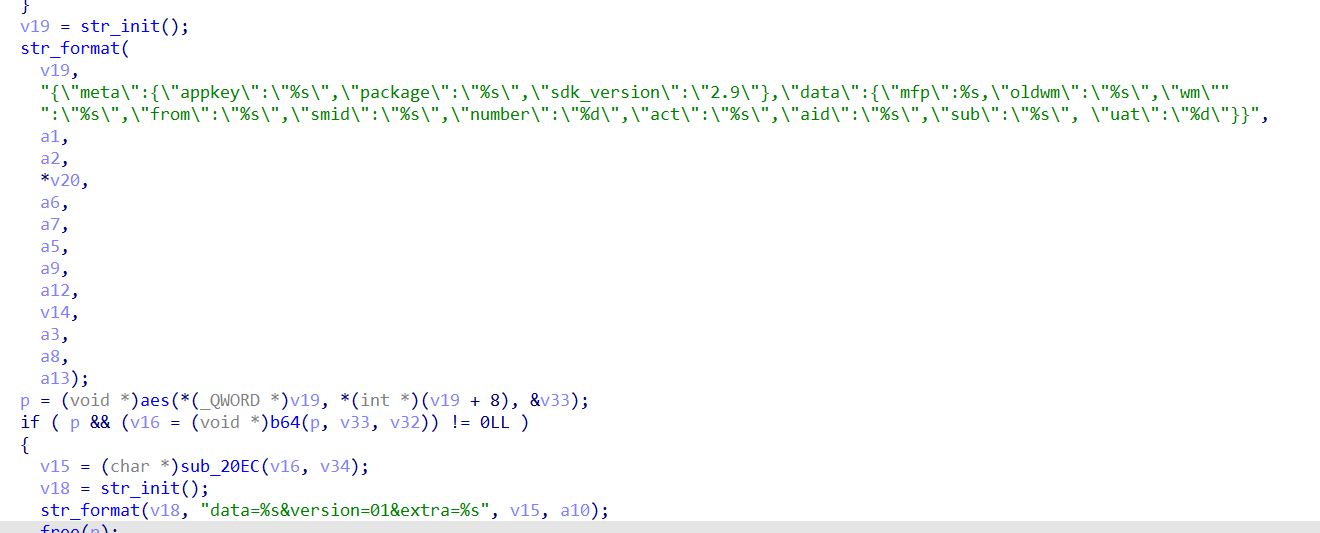 }
v19 = str_init();
str_format(
v19,
"{\"meta\":{\"appkey\":\"%s\",\"package\":\"%s\",\"sdk_version\":\"2.9\"},\"data\":{\"mfp\":%s,\"oldwm\":\"%s\",\"wm\""
":\"%s\",\"from\":\"%s\",\"smid\":\"%s\",\"number\":\"%d\",\"act\":\"%s\",\"aid\":\"%s\",\"sub\":\"%s\", \"uat\":\"%d\"}}",
a1,
a2,
*v20,
a6,
a7,
a5,
a9,
a12,
v14,
a3,
a8,
a13);
p = (void *)aes(*(_QWORD *)v19, *(int *)(v19 + 8), &v33);
if ( p && (v16 = (void *)b64(p, v33, v32)) != 0LL )
{
v15 = (char *)sub_20EC(v16, v34);
v18 = str_init();
str_format(v18, "data=%s&version=01&extra=%s", v15, a10);
free(p);